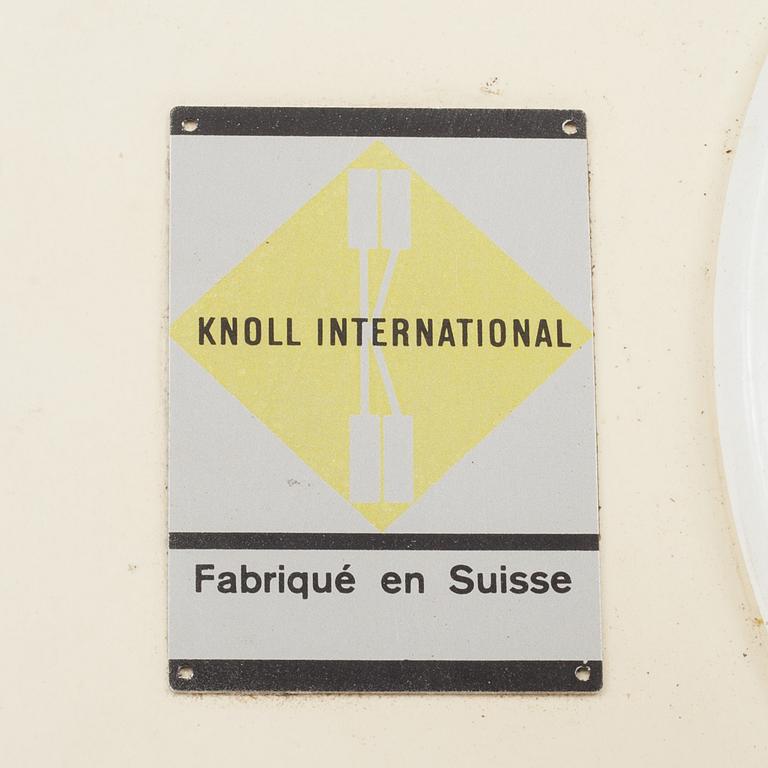 KNOLL INTERNATIONAL
Fabriqué en Suisse